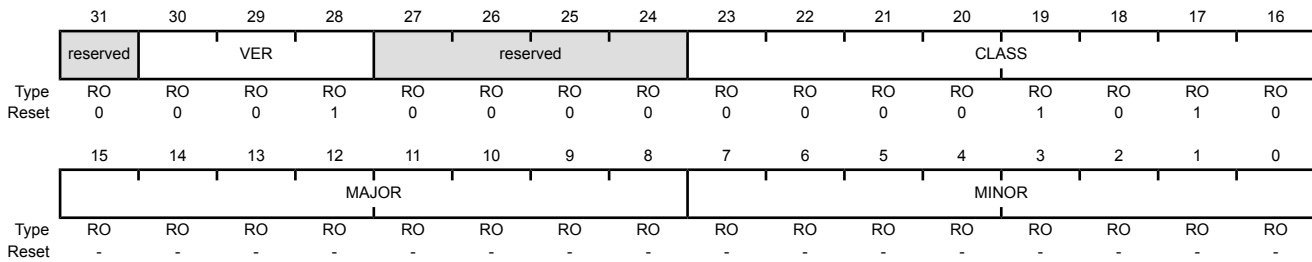 31 30 29 28 27 26 25 24 23 22 21 20 19 18 17 16
reserved VER reserved CLASS
Type RO RO RO RO RO RO RO RO RO RO RO RO RO RO RO RO
Reset 0 0 0 1 0 0 0 0 0 0 0 0 1 0 1 0
15 14 13 12 11 10 9 8 7 6 5 4 3 2 1 0
MAJOR MINOR
Type RO RO RO RO RO RO RO RO RO RO RO RO RO RO RO RO
Reset - - - - - - - - - - - - - - - -